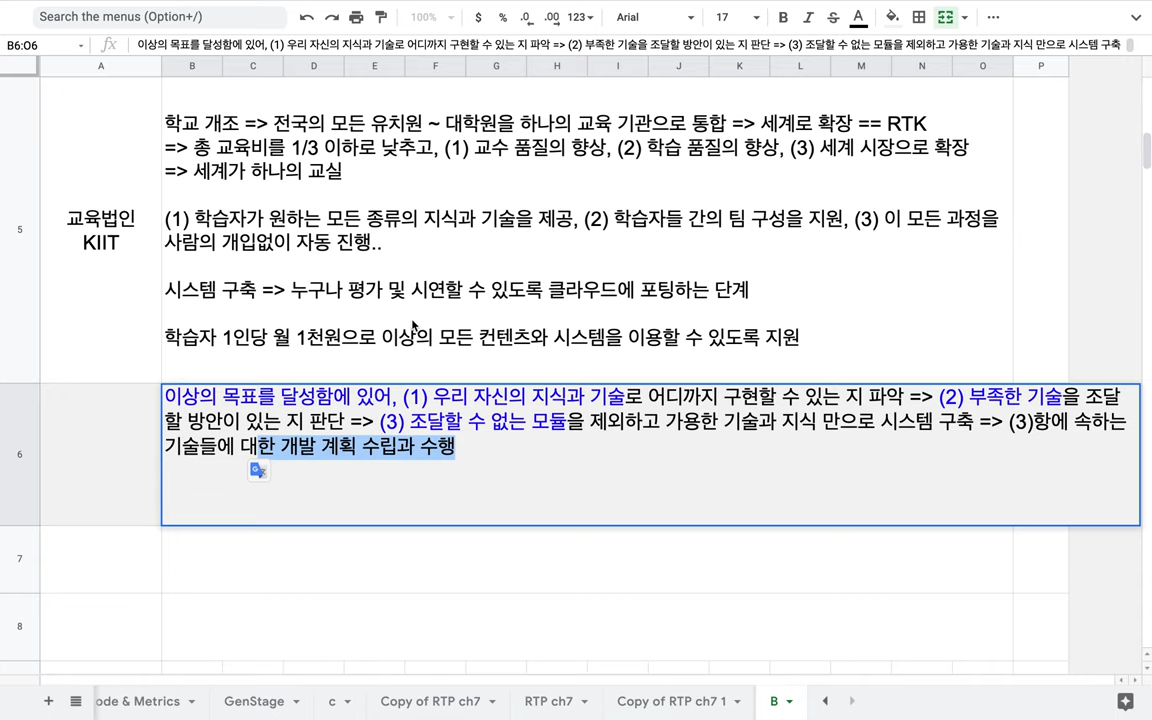 Search the menus (Option+/)
100%
$ % .0 .00 123
Arial
17
B I S A
B6:O6
fx
이상의 목표를 달성함에 있어, (1) 우리 자신의 지식과 기술로 어디까지 구현할 수 있는 지 파악 => (2) 부족한 기술을 조달할 방안이 있는 지 판단 => (3) 조달할 수 없는 모듈을 제외하고 가용한 기술과 지식 만으로 시스템 구축
A B C D E F G H I J K L M N O P
학교 개조 => 전국의 모든 유치원 ~ 대학원을 하나의 교육 기관으로 통합 => 세계로 확장 == RTK
=> 총 교육비를 1/3 이하로 낮추고, (1) 교수 품질의 향상, (2) 학습 품질의 향상, (3) 세계 시장으로 확장
=> 세계가 하나의 교실
5
교육법인
KIIT
(1) 학습자가 원하는 모든 종류의 지식과 기술을 제공, (2) 학습자들 간의 팀 구성을 지원, (3) 이 모든 과정을
사람의 개입없이 자동 진행..
시스템 구축 => 누구나 평가 및 시연할 수 있도록 클라우드에 포팅하는 단계
학습자 1인당 월 1천원으로 이상의 모든 컨텐츠와 시스템을 이용할 수 있도록 지원
6
이상의 목표를 달성함에 있어, (1) 우리 자신의 지식과 기술로 어디까지 구현할 수 있는 지 파악 => (2) 부족한 기술을 조달
할 방안이 있는 지 판단 => (3) 조달할 수 없는 모듈을 제외하고 가용한 기술과 지식 만으로 시스템 구축 => (3)항에 속하는
기술들에 대한 개발 계획 수립과 수행
7
8
ode & Metrics
GenStage
c
Copy of RTP ch7
RTP ch7
Copy of RTP ch7 1
B